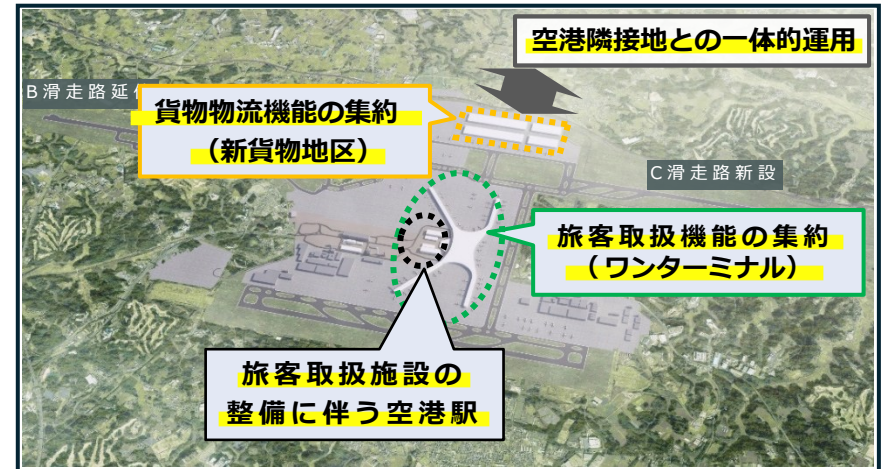 空港隣接地との一体的運用
B滑走路延
貨物物流機能の集約
（新貨物地区）
C滑走路新設
旅客取扱機能の集約
（ワンターミナル）
旅客取扱施設の
整備に伴う空港駅